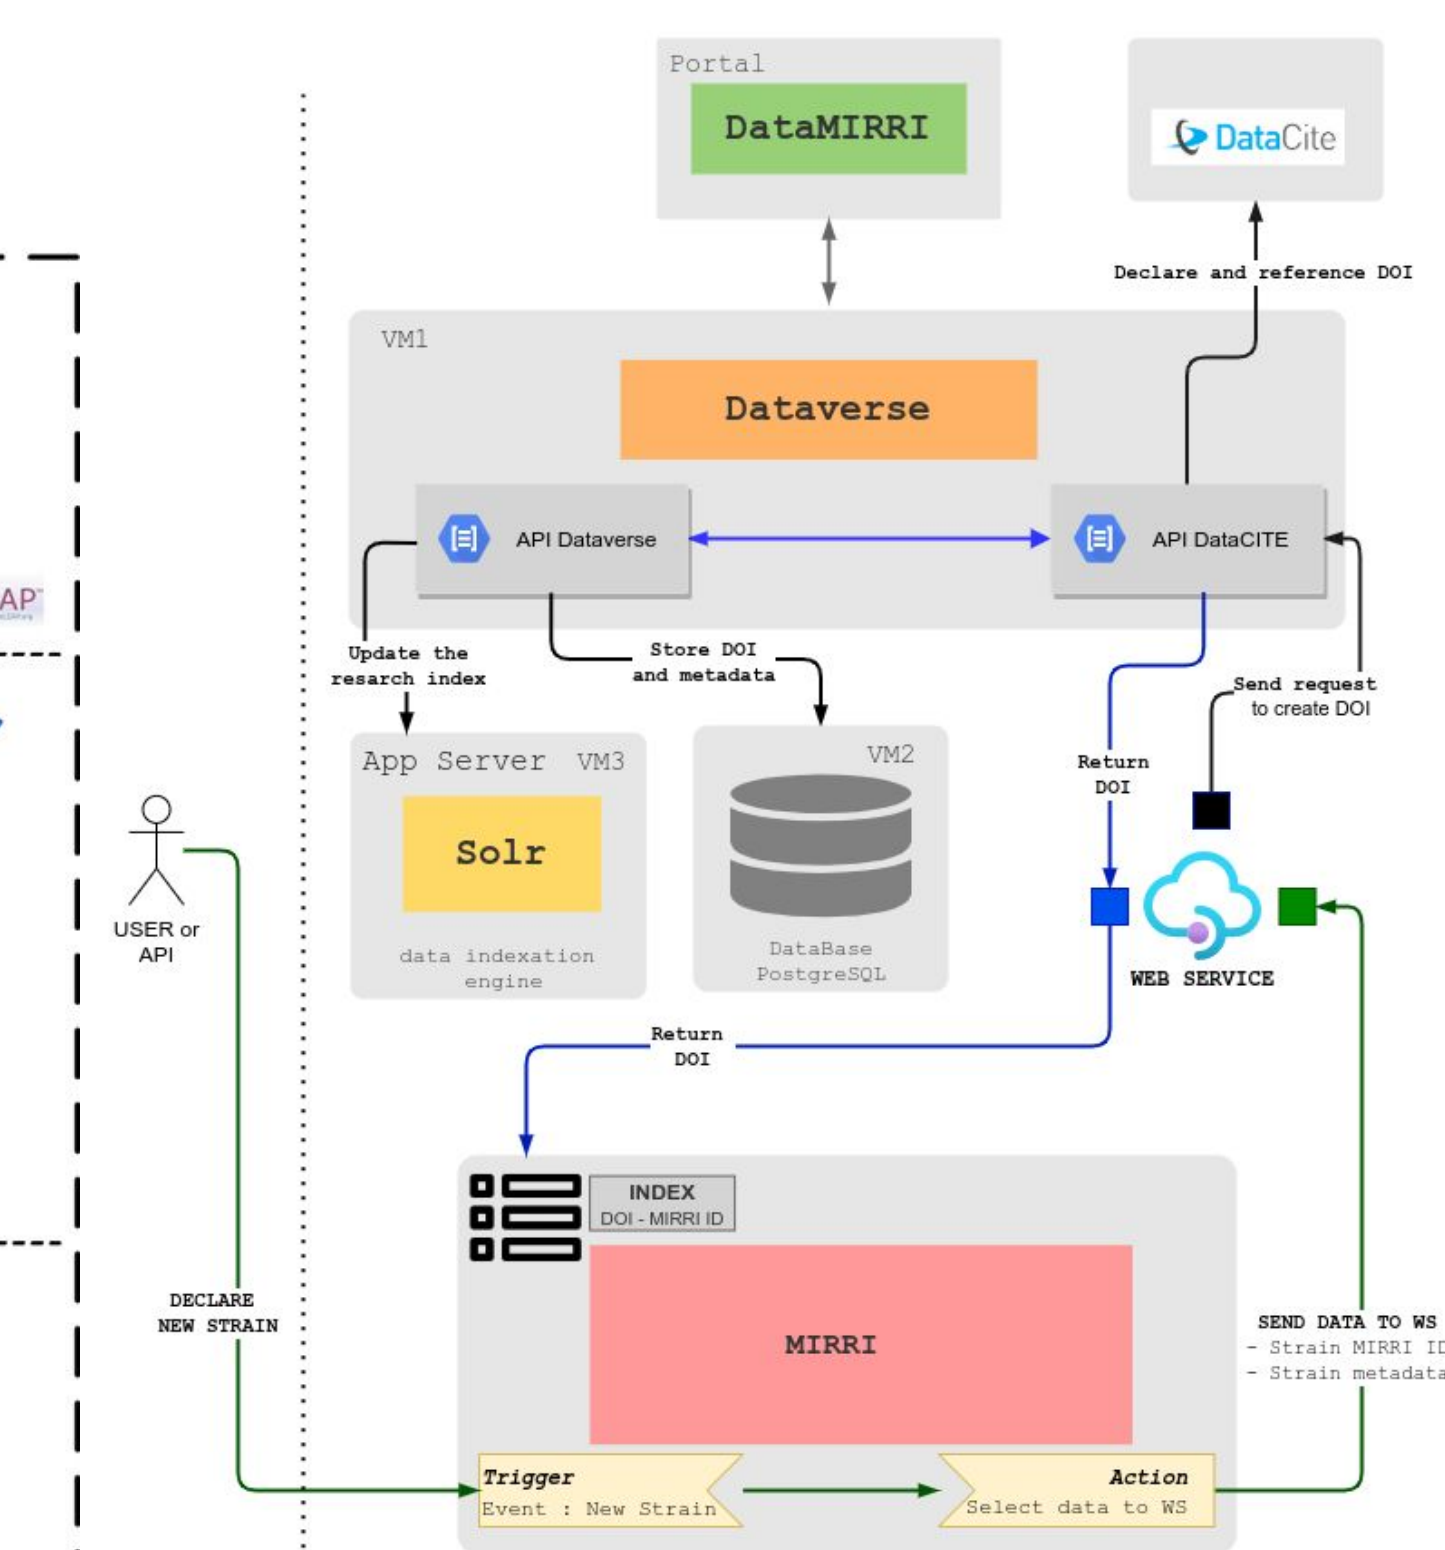 Portal
DataMIRRI
DataCite
Declare and reference DOI
VM1
Dataverse
API Dataverse
API DataCITE
AP
Update the
resarch index
Store DOI
and metadata
Send request
to create DOI
Return
DOI
App Server VM3
Solr
data indexation
engine
VM2
DataBase
PostgreSQL
USER or
API
WEB SERVICE
Return
DOI
INDEX
DOI - MIRRI ID
MIRRI
DECLARE
NEW STRAIN
SEND DATA TO WS
- Strain MIRRI ID
- Strain metadata
Trigger
Event : New Strain
Action
Select data to WS